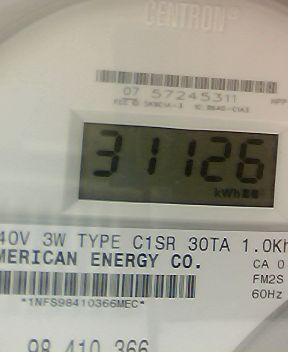 CENTRON®
07 57245311
31126
kWh
40V 3W TYPE C1SR 30TA 1.0Kh
MERICAN ENERGY CO.
CA 0
FM2S
*1NFS98410366MEC*
60Hz
98 410 366